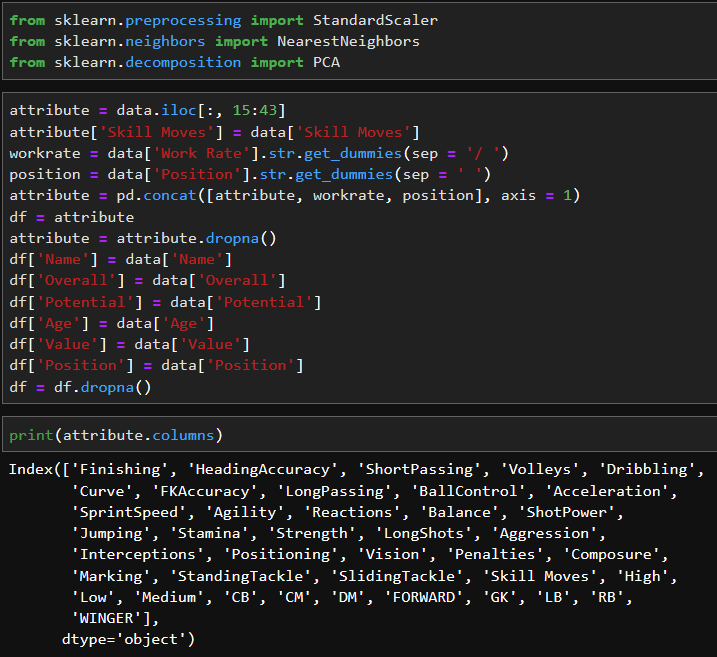 from sklearn.preprocessing import StandardScaler
from sklearn.neighbors import NearestNeighbors
from sklearn.decomposition import PCA
attribute = data.iloc[:, 15:43]
attribute['Skill Moves'] = data['Skill Moves']
workrate = data['Work Rate'].str.get_dummies(sep = '/ ')
position = data['Position'].str.get_dummies(sep = ' ')
attribute = pd.concat([attribute, workrate, position], axis = 1)
df = attribute
attribute = attribute.dropna()
df['Name'] = data['Name']
df['Overall'] = data['Overall']
df['Potential'] = data['Potential']
df['Age'] = data['Age']
df['Value'] = data['Value']
df['Position'] = data['Position']
df = df.dropna()
print(attribute.columns)
Index(['Finishing', 'HeadingAccuracy', 'ShortPassing', 'Volleys', 'Dribbling',
       'Curve', 'FKAccuracy', 'LongPassing', 'BallControl', 'Acceleration',
       'SprintSpeed', 'Agility', 'Reactions', 'Balance', 'ShotPower',
       'Jumping', 'Stamina', 'Strength', 'LongShots', 'Aggression',
       'Interceptions', 'Positioning', 'Vision', 'Penalties', 'Composure',
       'Marking', 'StandingTackle', 'SlidingTackle', 'Skill Moves', 'High',
       'Low', 'Medium', 'CB', 'CM', 'DM', 'FORWARD', 'GK', 'LB', 'RB',
       'WINGER'],
      dtype='object')